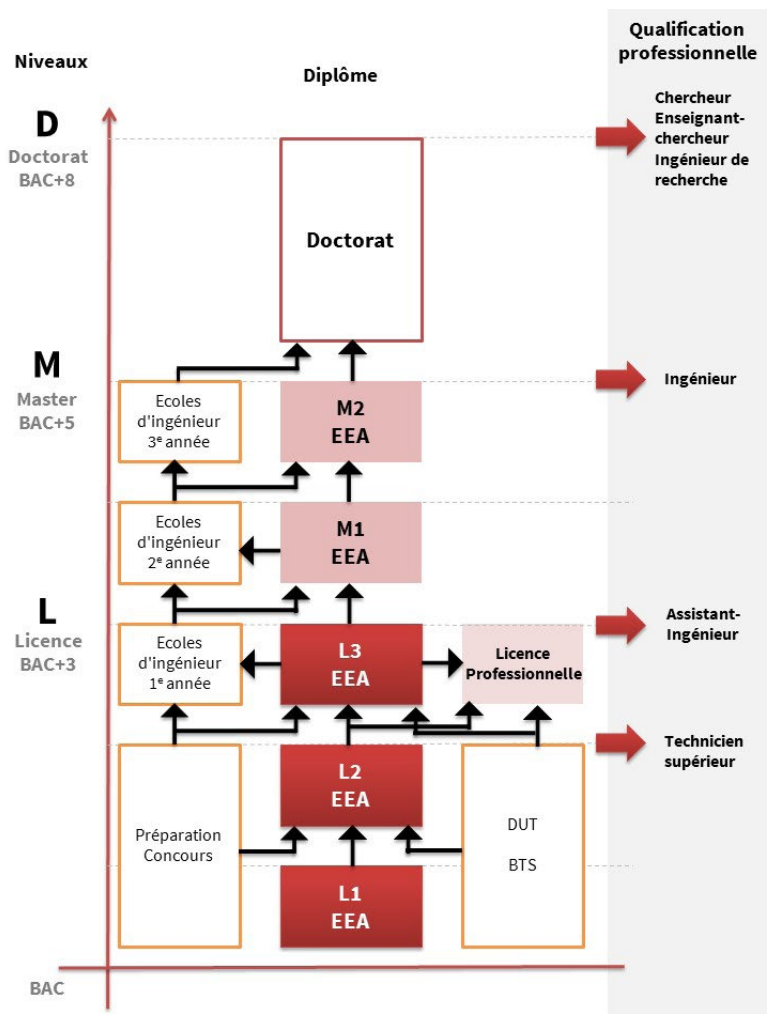 Niveaux
Diplôme
Qualification
professionnelle
D
Doctorat
BAC+8
Chercheur
Enseignant-
chercheur
Ingénieur de
recherche
Doctorat
M
Master
BAC+5
Ecoles
d'ingénieur
3e année
M2
EEA
Ingénieur
Ecoles
d'ingénieur
2e année
M1
EEA
L
Licence
BAC+3
Ecoles
d'ingénieur
1e année
L3
EEA
Licence
Professionnelle
Assistant-
Ingénieur
Préparation
Concours
L2
EEA
DUT
BTS
Technicien
supérieur
L1
EEA
BAC